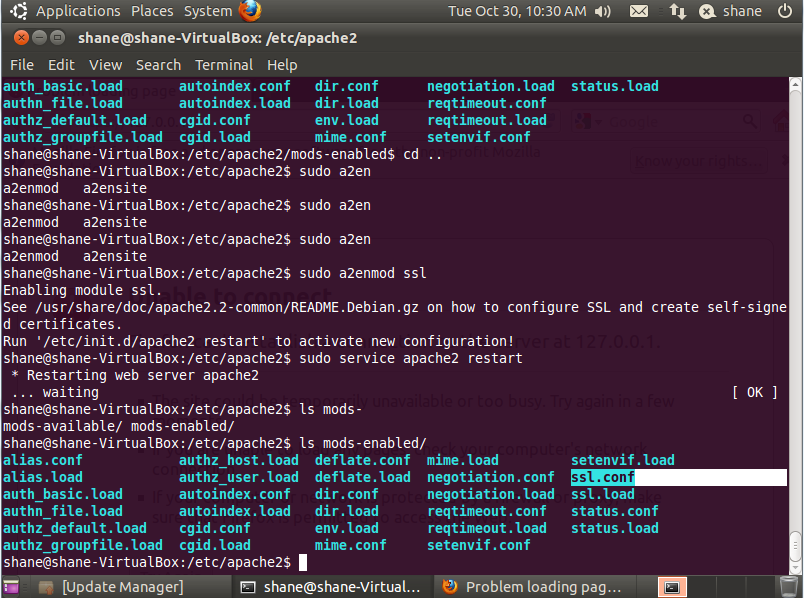 Applications Places System Tue Oct 30, 10:30 AM shane
shane@shane-VirtualBox: /etc/apache2
File Edit View Search Terminal Help
auth_basic.load autoindex.conf dir.conf negotiation.load status.load
authn_file.load autoindex.load dir.load reqtimeout.conf
authz_default.load cgid.conf env.load reqtimeout.load
authz_groupfile.load cgid.load mime.conf setenvif.conf
shane@shane-VirtualBox:/etc/apache2/mods-enabled$ cd ..
shane@shane-VirtualBox:/etc/apache2$ sudo a2en
a2enmod a2ensite
shane@shane-VirtualBox:/etc/apache2$ sudo a2en
a2enmod a2ensite
shane@shane-VirtualBox:/etc/apache2$ sudo a2en
a2enmod a2ensite
shane@shane-VirtualBox:/etc/apache2$ sudo a2enmod ssl
Enabling module ssl.
See /usr/share/doc/apache2.2-common/README.Debian.gz on how to configure SSL and create self-signe
d certificates.
Run '/etc/init.d/apache2 restart' to activate new configuration!
shane@shane-VirtualBox:/etc/apache2$ sudo service apache2 restart
* Restarting web server apache2
... waiting [ OK ]
shane@shane-VirtualBox:/etc/apache2$ ls mods-
mods-available/ mods-enabled/
shane@shane-VirtualBox:/etc/apache2$ ls mods-enabled/
alias.conf authz_host.load deflate.conf mime.load setenvif.load
alias.load authz_user.load deflate.load negotiation.conf ssl.conf
auth_basic.load autoindex.conf dir.conf negotiation.load ssl.load
authn_file.load autoindex.load dir.load reqtimeout.conf status.conf
authz_default.load cgid.conf env.load reqtimeout.load status.load
authz_groupfile.load cgid.load mime.conf setenvif.conf
shane@shane-VirtualBox:/etc/apache2$
[Update Manager] shane@shane-Virtual... Problem loading pag...